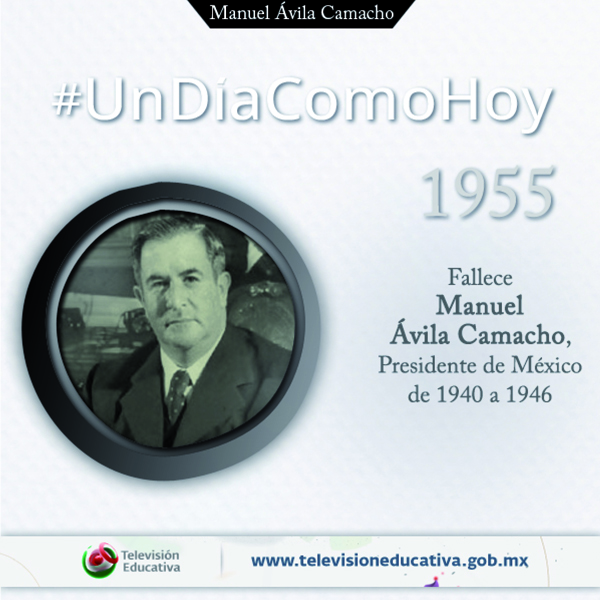 Manuel Ávila Camacho
#UnDiaComoHoy
1955
Fallece
Manuel
Ávila Camacho,
Presidente de México
de 1940 a 1946
Televisión
Educativa
www.televisioneducativa.gob.mx